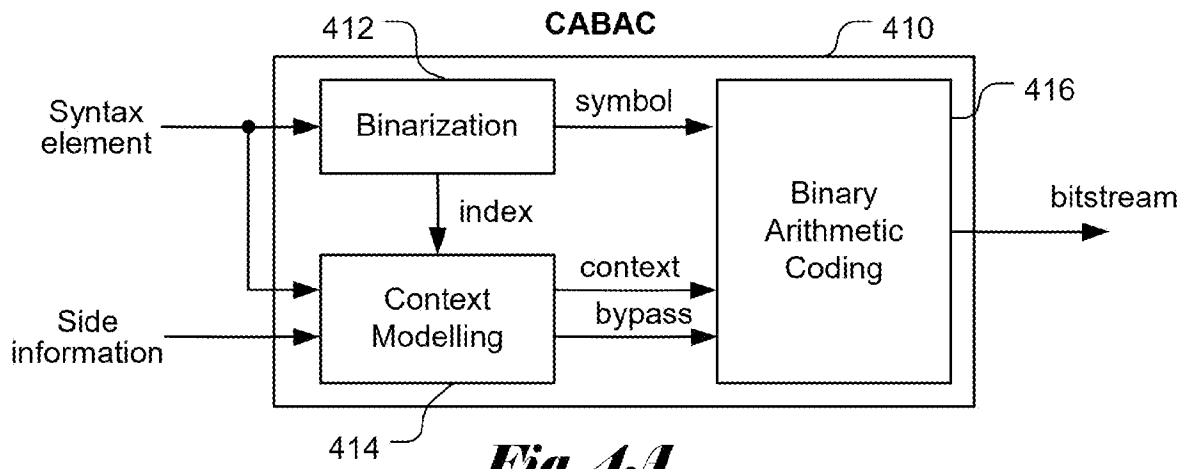 CABAC
412
410
416
Syntax
element
Binarization
symbol
index
Binary
Arithmetic
Coding
bitstream
Side
information
Context
Modelling
context
bypass
414
Fig 4A